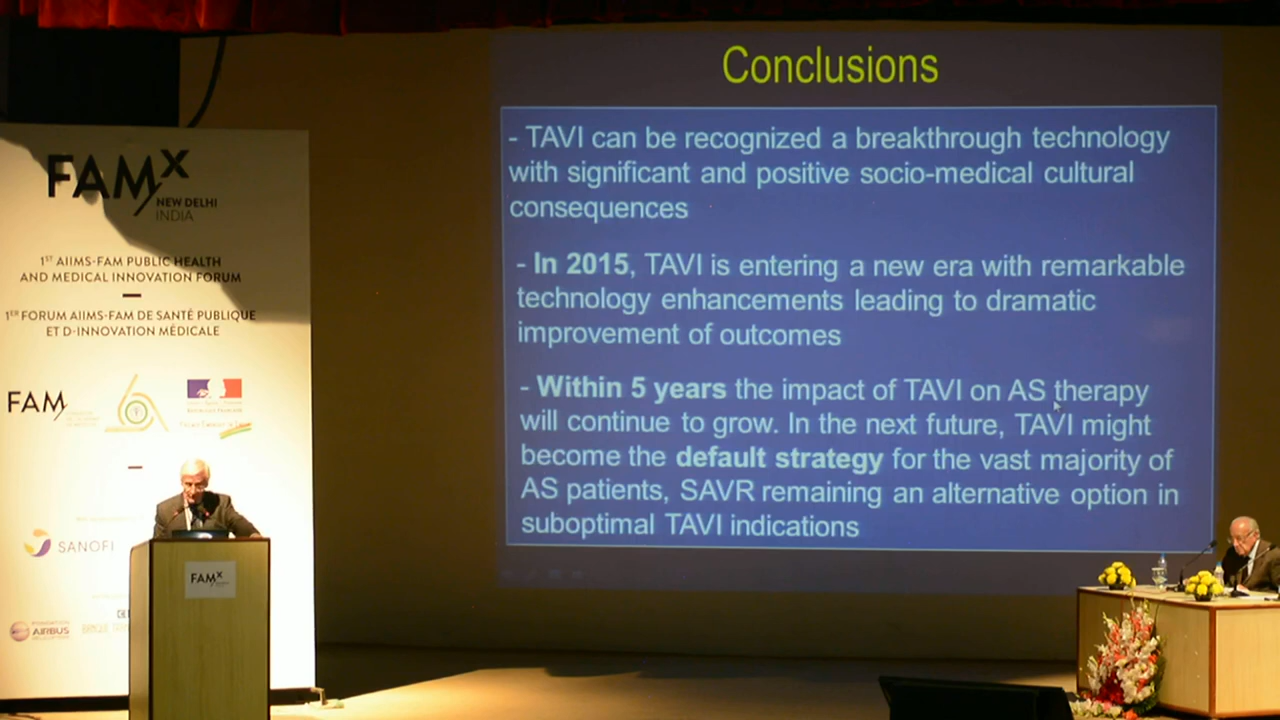 Conclusions
- TAVI can be recognized a breakthrough technology
with significant and positive socio-medical cultural
consequences
- In 2015, TAVI is entering a new era with remarkable
technology enhancements leading to dramatic
improvement of outcomes
- Within 5 years the impact of TAVI on AS therapy
will continue to grow. In the next future, TAVI might
become the default strategy for the vast majority of
AS patients, SAVR remaining an alternative option in
suboptimal TAVI indications
FAMx
NEW DELHI
INDIA
1ST AIIMS-FAM PUBLIC HEALTH
AND MEDICAL INNOVATION FORUM
1ER FORUM AIIMS-FAM DE SANTÉ PUBLIQUE
ET D-INNOVATION MÉDICALE
FAM
SANOFI
AIRBUS
FAMx